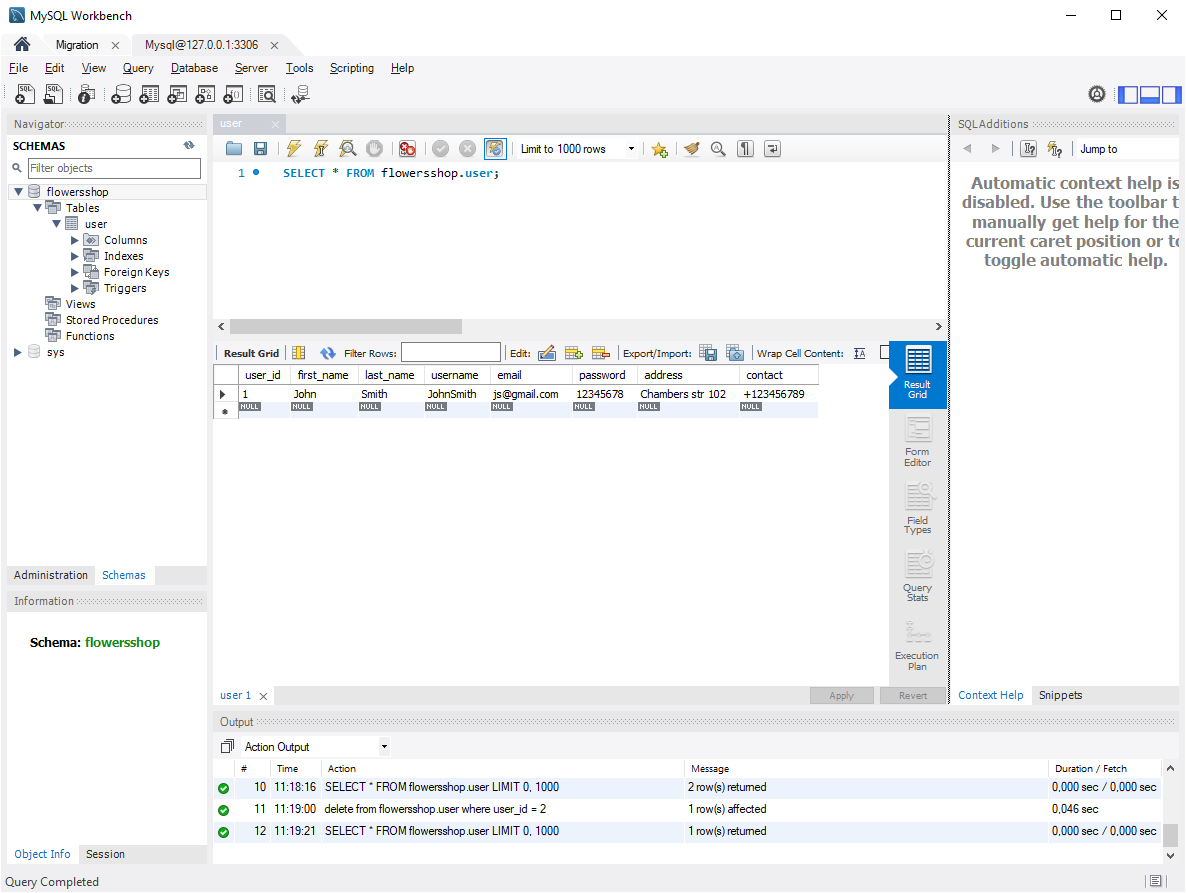 MySQL Workbench
Migration
Mysql@127.0.0.1:3306
File Edit View Query Database Server Tools Scripting Help
Navigator
SCHEMAS
Filter objects
flowersshop
Tables
user
Columns
Indexes
Foreign Keys
Triggers
Views
Stored Procedures
Functions
sys
Administration Schemas
Information
Schema: flowersshop
Object Info Session
user
Limit to 1000 rows
1 SELECT * FROM flowersshop.user;
Result Grid Filter Rows: Edit: Export/Import: Wrap Cell Content:
user_id first_name last_name username email password address contact
1 John Smith JohnSmith js@gmail.com 12345678 Chambers str 102 +123456789
NULL NULL NULL NULL NULL NULL NULL NULL
Result
Grid
Form
Editor
Field
Types
Query
Stats
Execution
Plan
user 1
Apply Revert
SQLAdditions
Jump to
Automatic context help is
disabled. Use the toolbar t
manually get help for the
current caret position or to
toggle automatic help.
Context Help Snippets
Output
Action Output
# Time Action Message Duration / Fetch
10 11:18:16 SELECT * FROM flowersshop.user LIMIT 0, 1000 2 row(s) returned 0,000 sec / 0,000 sec
11 11:19:00 delete from flowersshop.user where user_id = 2 1 row(s) affected 0,046 sec
12 11:19:21 SELECT * FROM flowersshop.user LIMIT 0, 1000 1 row(s) returned 0,000 sec / 0,000 sec
Query Completed